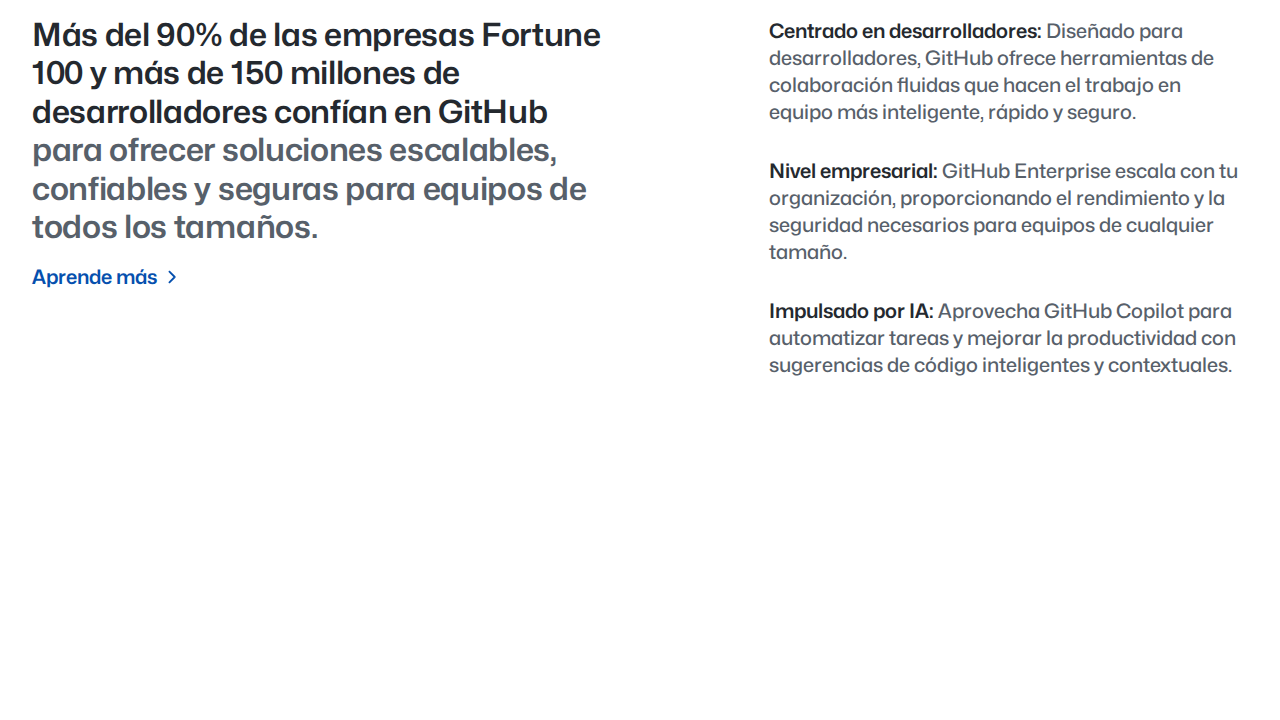 Más del 90% de las empresas Fortune
100 y más de 150 millones de
desarrolladores confían en GitHub
para ofrecer soluciones escalables,
confiables y seguras para equipos de
todos los tamaños.
Aprende más
Centrado en desarrolladores: Diseñado para
desarrolladores, GitHub ofrece herramientas de
colaboración fluidas que hacen el trabajo en
equipo más inteligente, rápido y seguro.
Nivel empresarial: GitHub Enterprise escala con tu
organización, proporcionando el rendimiento y la
seguridad necesarios para equipos de cualquier
tamaño.
Impulsado por IA: Aprovecha GitHub Copilot para
automatizar tareas y mejorar la productividad con
sugerencias de código inteligentes y contextuales.